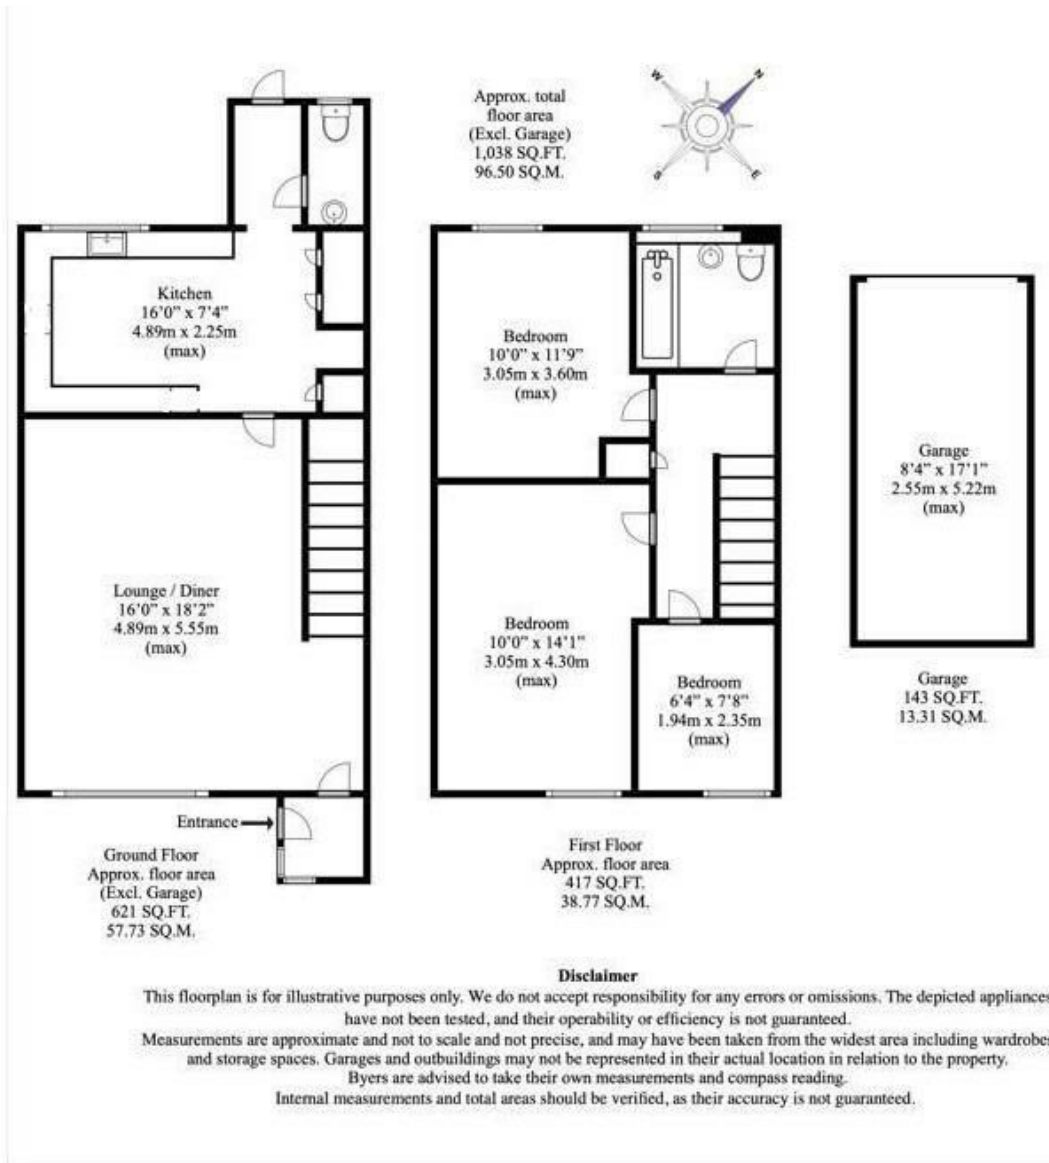 Approx. total
floor area
(Excl. Garage)
1,038 SQ.FT.
96.50 SQ.M.
W
N
S
E
Kitchen
16'0" x 7'4"
4.89m x 2.25m
(max)
Lounge / Diner
16'0" x 18'2"
4.89m x 5.55m
(max)
Entrance
Ground Floor
Approx. floor area
(Excl. Garage)
621 SQ.FT.
57.73 SQ.M.
Bedroom
10'0" x 11'9"
3.05m x 3.60m
(max)
Bedroom
10'0" x 14'1"
3.05m x 4.30m
(max)
Bedroom
6'4" x 7'8"
1.94m x 2.35m
(max)
First Floor
Approx. floor area
417 SQ.FT.
38.77 SQ.M.
Garage
8'4" x 17'1"
2.55m x 5.22m
(max)
Garage
143 SQ.FT.
13.31 SQ.M.
Disclaimer
This floorplan is for illustrative purposes only. We do not accept responsibility for any errors or omissions. The depicted appliances
have not been tested, and their operability or efficiency is not guaranteed.
Measurements are approximate and not to scale and not precise, and may have been taken from the widest area including wardrobes
and storage spaces. Garages and outbuildings may not be represented in their actual location in relation to the property.
Byers are advised to take their own measurements and compass reading.
Internal measurements and total areas should be verified, as their accuracy is not guaranteed.